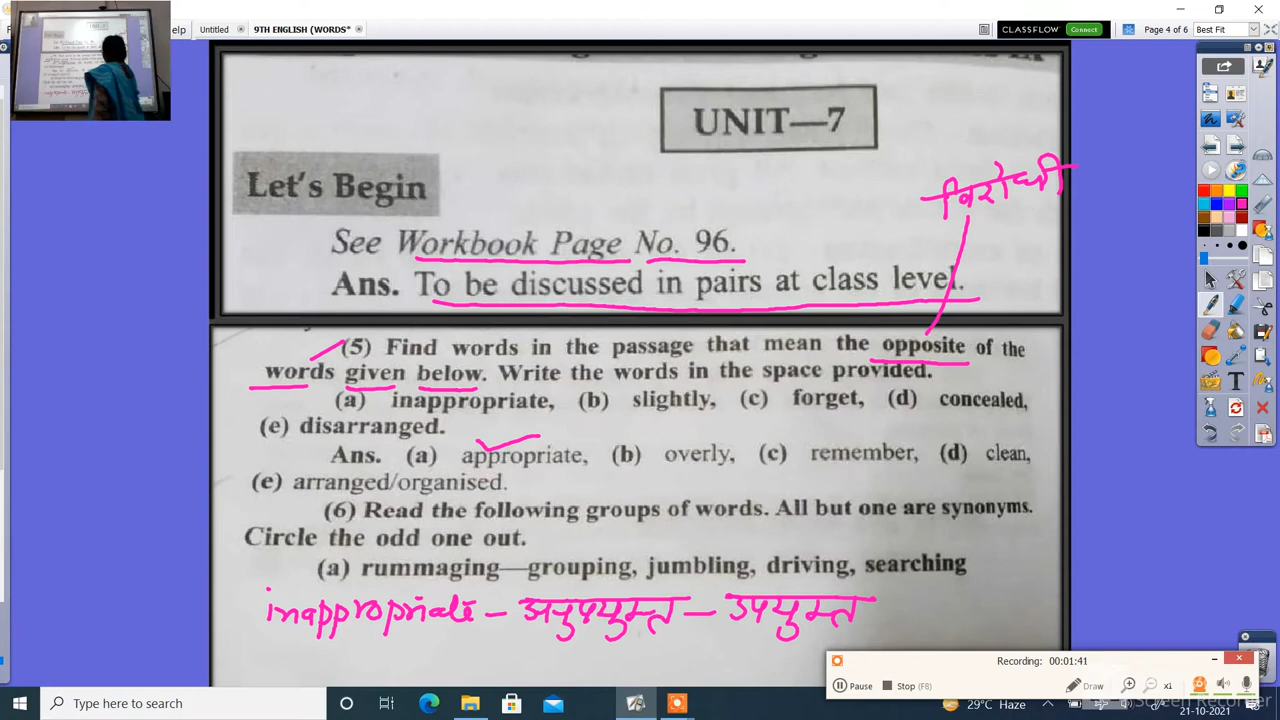 help
Untitled
9TH ENGLISH (WORDS*
CLASSFLOW
Connect
Page 4 of 6
Best Fit
UNIT—7
Let's Begin
विरोधी
See Workbook Page No. 96.
Ans. To be discussed in pairs at class level.
(5) Find words in the passage that mean the opposite of the
words given below. Write the words in the space provided.
(a) inappropriate, (b) slightly, (c) forget, (d) concealed,
(e) disarranged.
Ans. (a) appropriate, (b) overly, (c) remember, (d) clean,
(e) arranged/organised.
(6) Read the following groups of words. All but one are synonyms.
Circle the odd one out.
(a) rummaging—grouping, jumbling, driving, searching
inappropriate – अनुपयुक्त – उपयुक्त
Recording: 00:01:41
Pause
Stop (F8)
Draw
x1
Type here to search
29°C Haze
21-10-2021